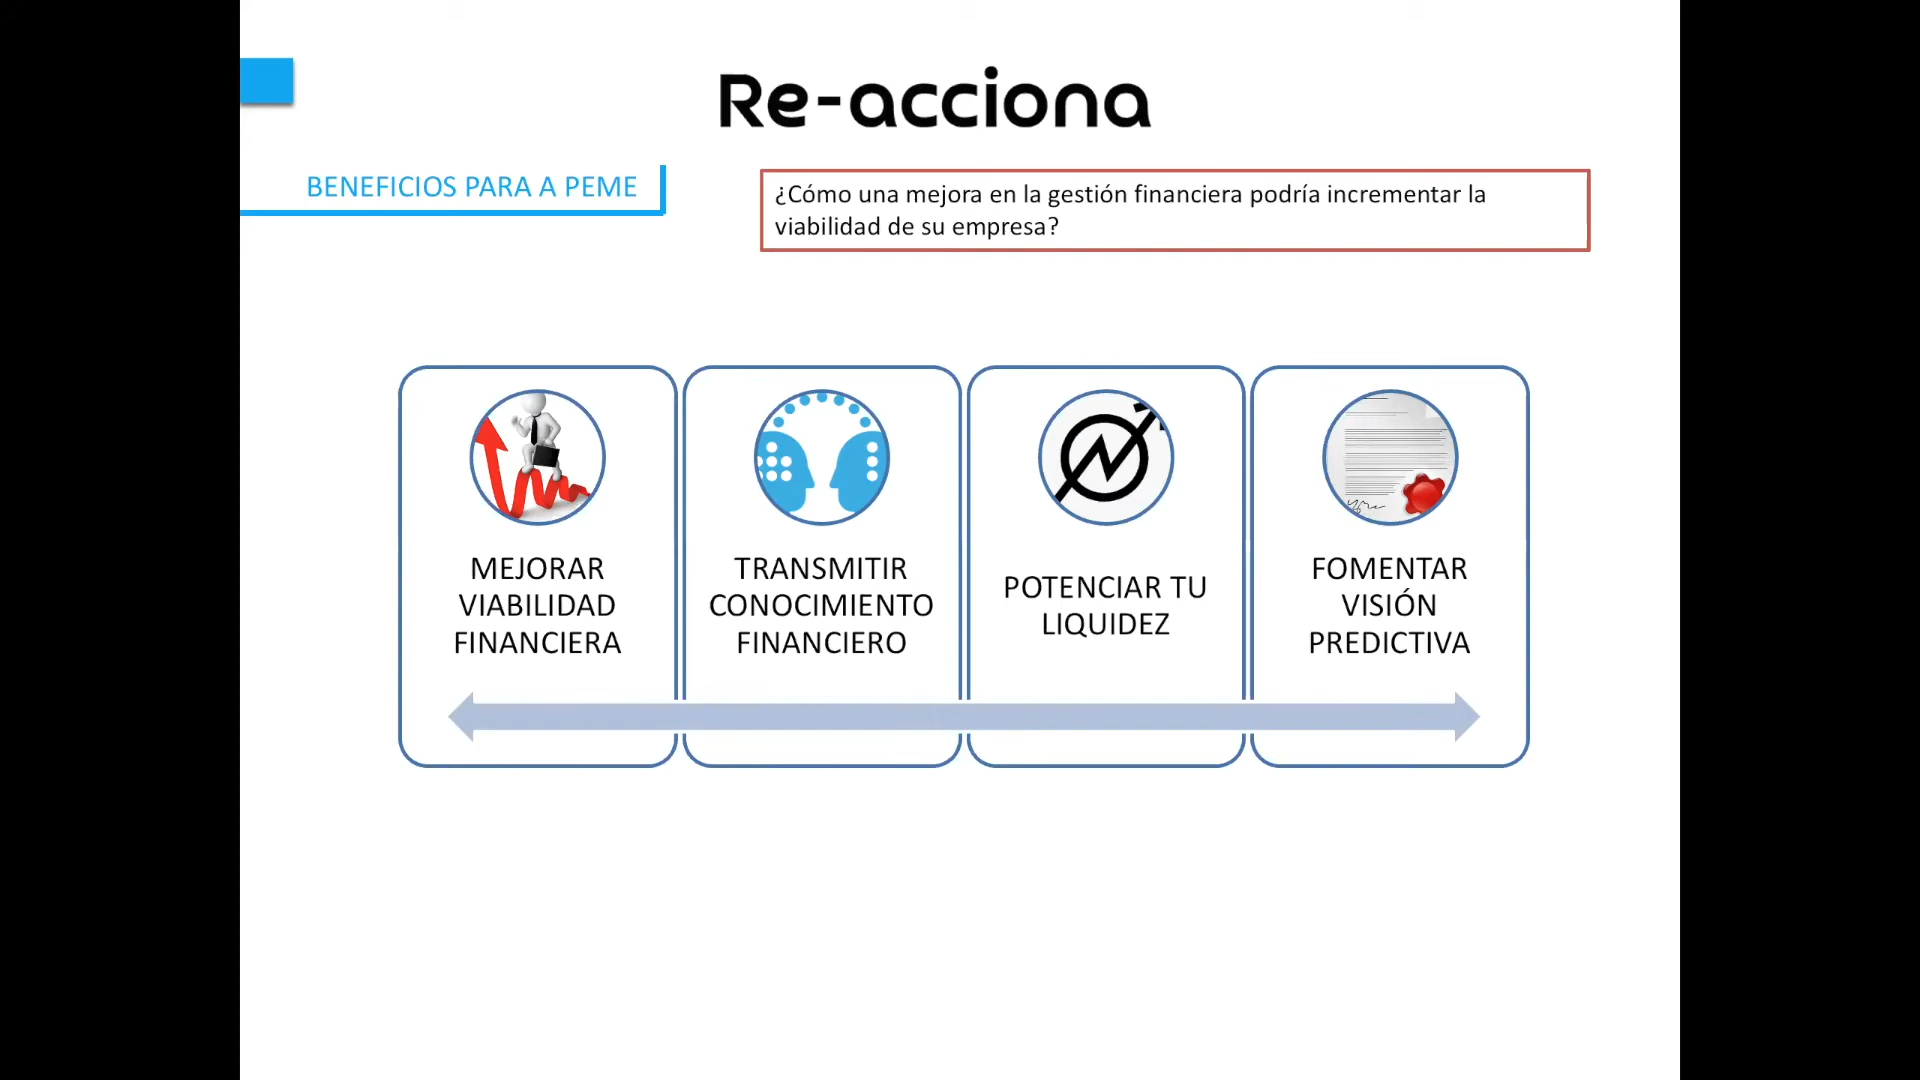 Re-acciona
BENEFICIOS PARA A PEME
¿Cómo una mejora en la gestión financiera podría incrementar la
viabilidad de su empresa?
MEJORAR
VIABILIDAD
FINANCIERA
TRANSMITIR
CONOCIMIENTO
FINANCIERO
POTENCIAR TU
LIQUIDEZ
FOMENTAR
VISIÓN
PREDICTIVA